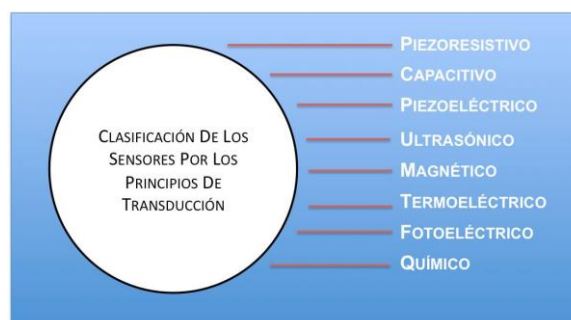 CLASIFICACIÓN DE LOS
SENSORES POR LOS
PRINCIPIOS DE
TRANSDUCCIÓN
PIEZORESISTIVO
CAPACITIVO
PIEZOELÉCTRICO
ULTRASÓNICO
MAGNÉTICO
TERMOELÉCTRICO
FOTOELÉCTRICO
QUÍMICO